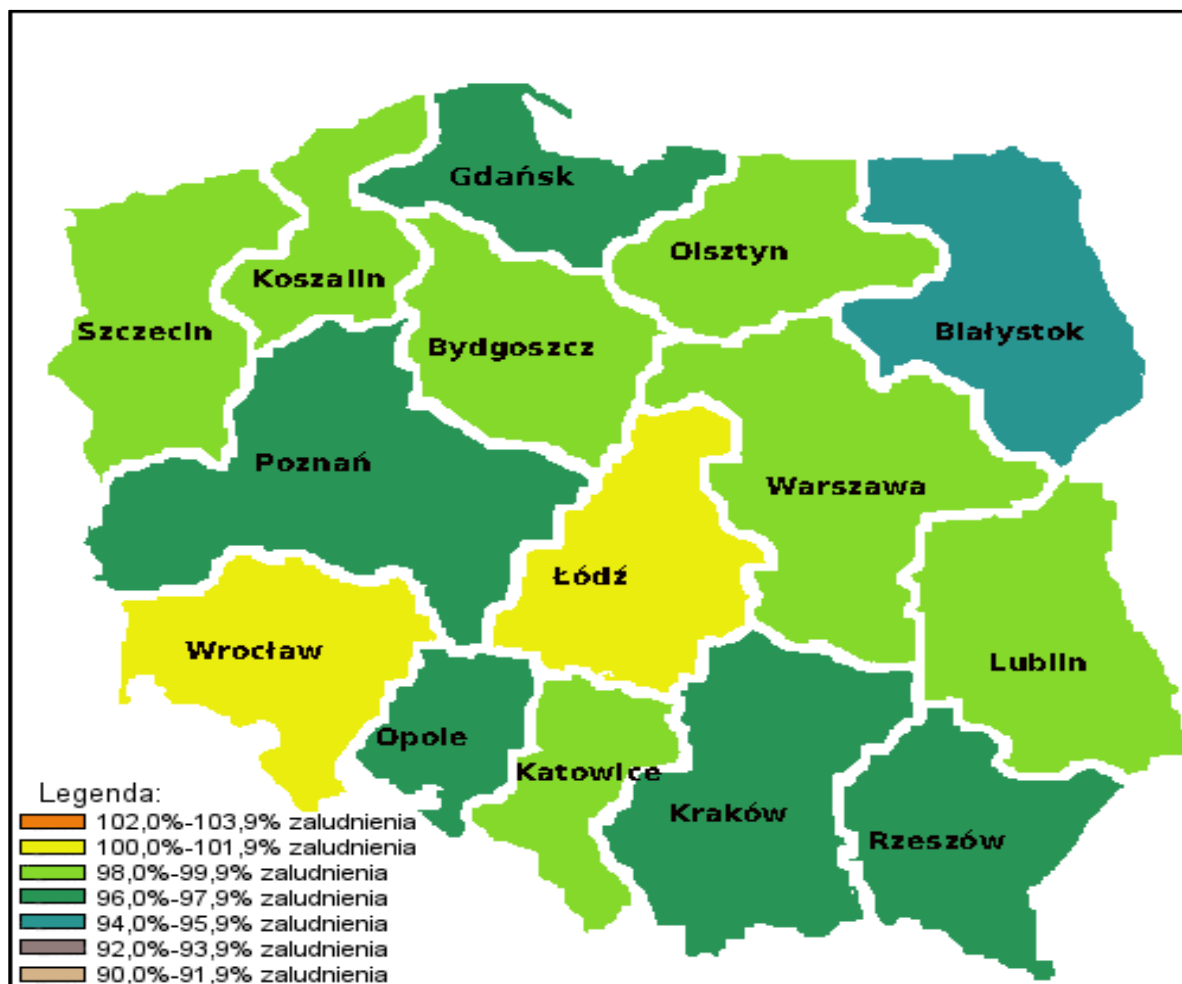 Gdańsk
Olsztyn
Koszalin
Szczecin
Białystok
Bydgoszcz
Poznań
Warszawa
Łódź
Wrocław
Lublin
Opole
Katowice
Kraków
Rzeszów
Legenda:
102,0%-103,9% zaludnienia
100,0%-101,9% zaludnienia
98,0%-99,9% zaludnienia
96,0%-97,9% zaludnienia
94,0%-95,9% zaludnienia
92,0%-93,9% zaludnienia
90,0%-91,9% zaludnienia